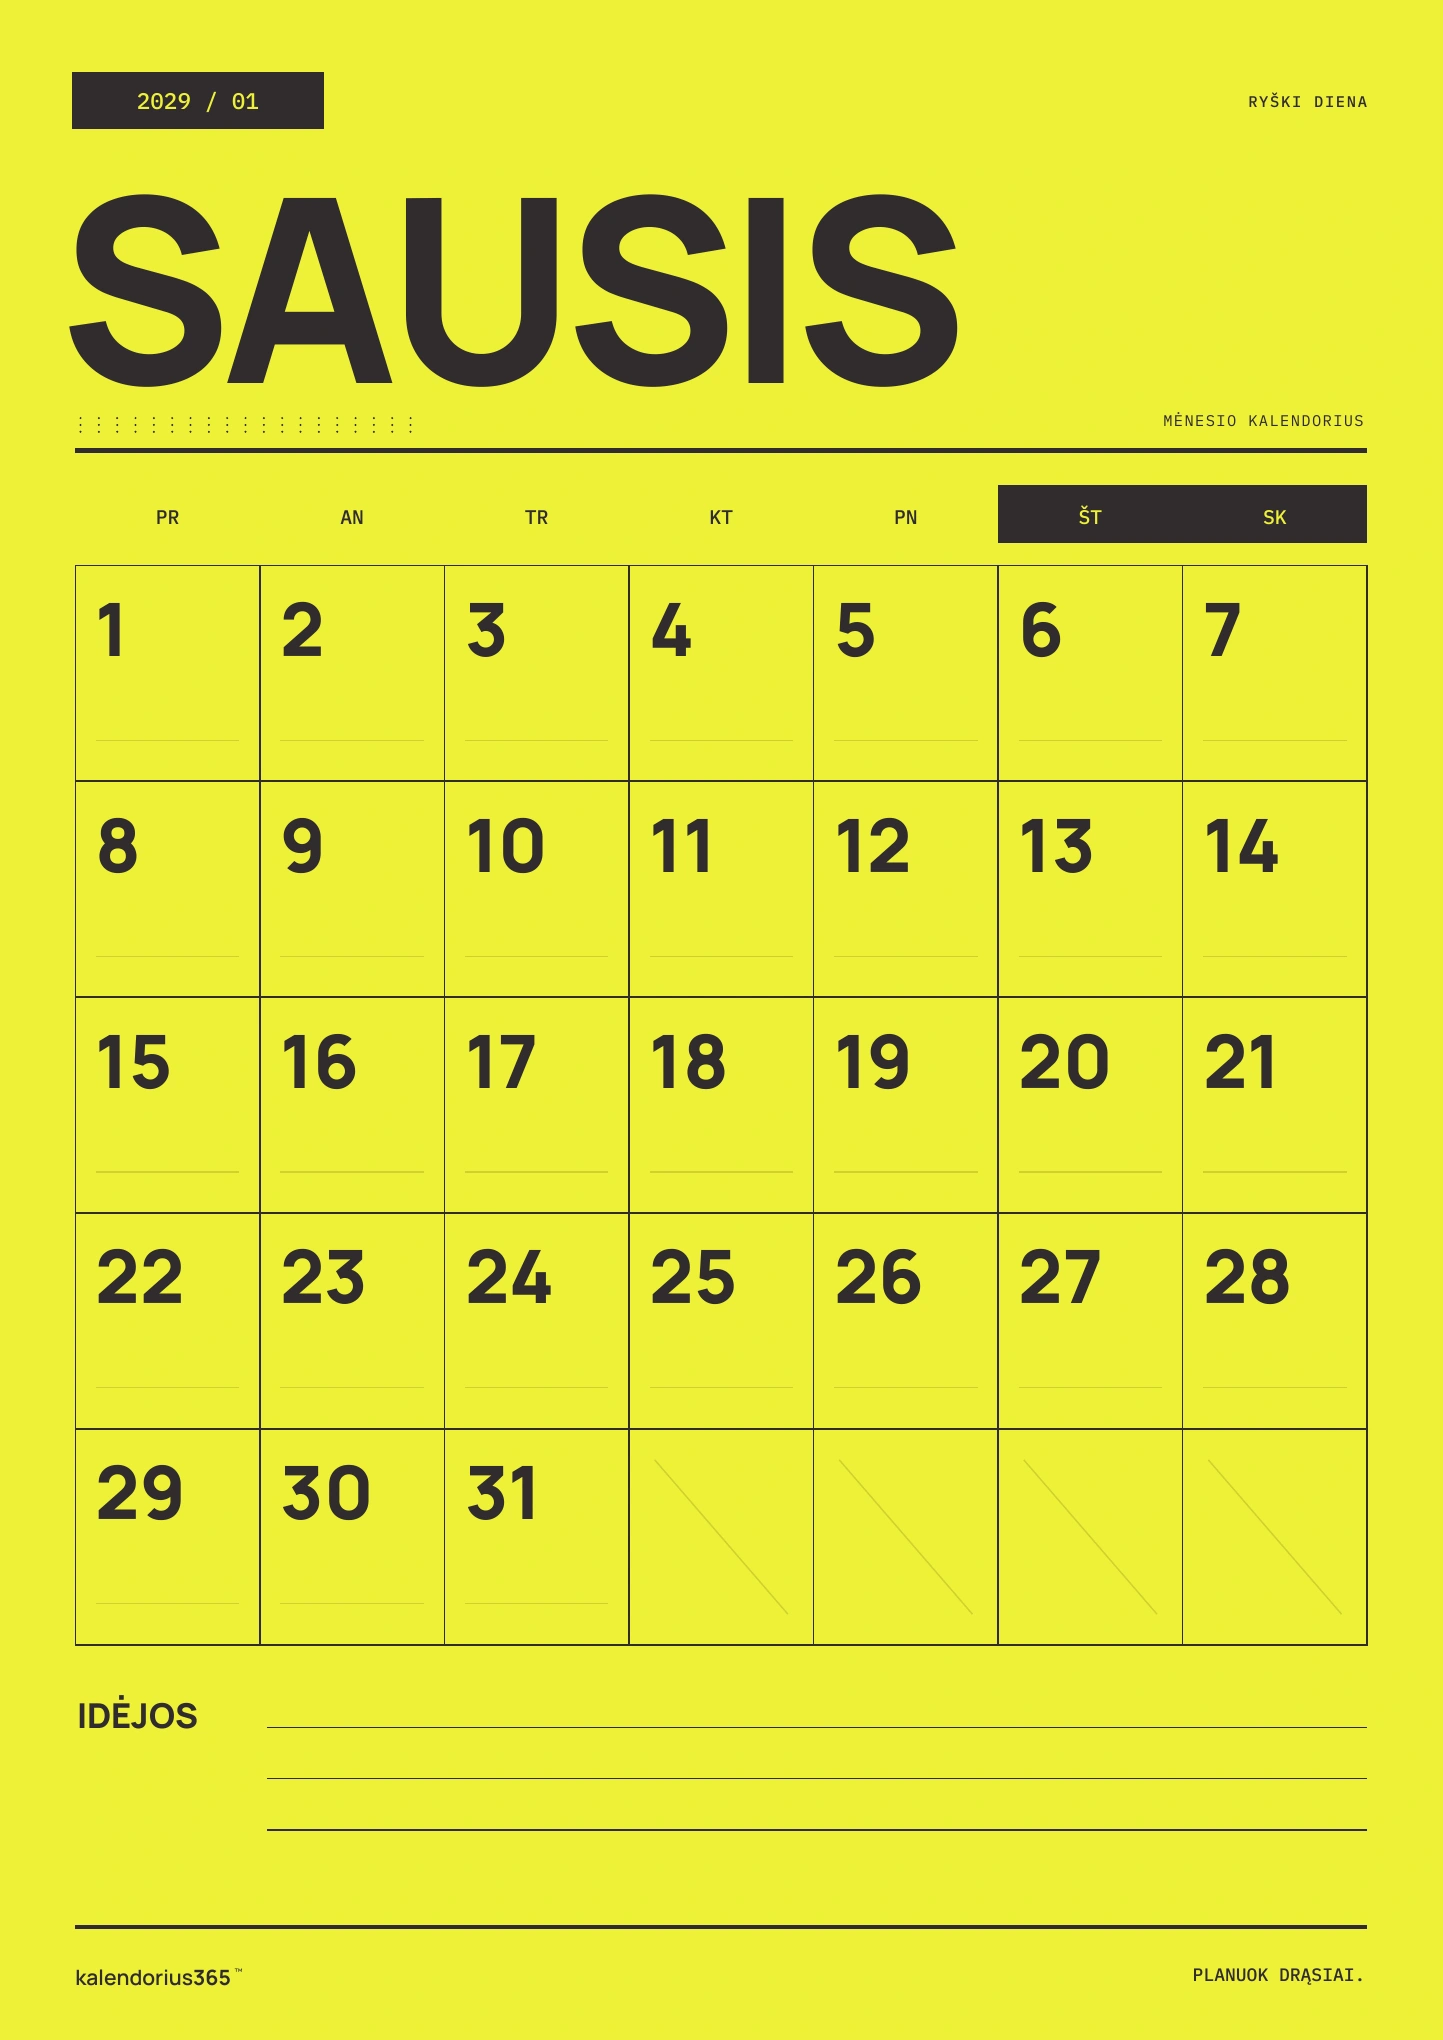 2029 / 01
RYŠKI DIENA
SAUSIS
MĖNESIO KALENDORIUS
PR AN TR KT PN ŠT SK
1 2 3 4 5 6 7
8 9 10 11 12 13 14
15 16 17 18 19 20 21
22 23 24 25 26 27 28
29 30 31
IDĖJOS
kalendorius365™
PLANUOK DRĄSIAI.